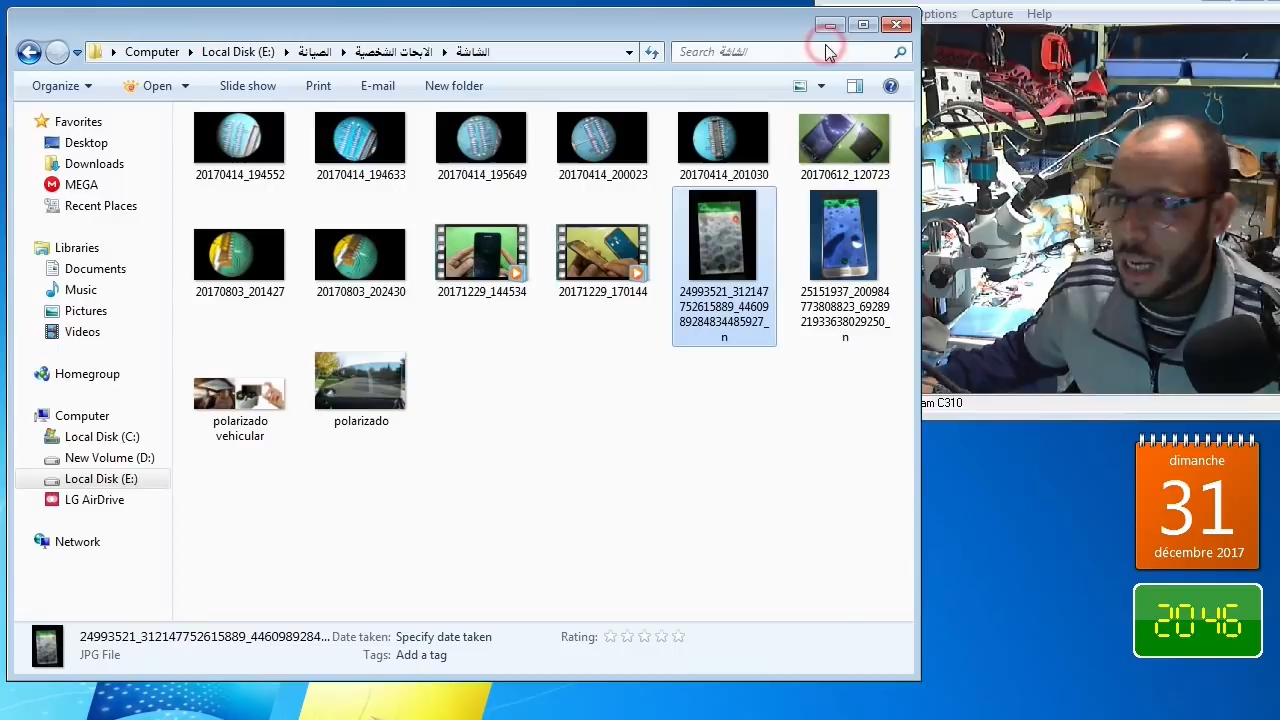 ptions Capture Help
Computer Local Disk (E:) الصيانة الابحاث الشخصية الشاشة
Search الشاشة
Organize Open Slide show Print E-mail New folder
Favorites
Desktop
Downloads
MEGA
Recent Places
Libraries
Documents
Music
Pictures
Videos
Homegroup
Computer
Local Disk (C:)
New Volume (D:)
Local Disk (E:)
LG AirDrive
Network
20170414_194552
20170414_194633
20170414_195649
20170414_200023
20170414_201030
20170612_120723
20170803_201427
20170803_202430
20171229_144534
20171229_170144
24993521_312147
752615889_44609
89284834485927_
n
25151937_200984
773808823_69289
21933638029250_
n
polarizado
vehicular
polarizado
24993521_312147752615889_4460989284... Date taken: Specify date taken Rating:
JPG File Tags: Add a tag
am C310
dimanche
31
décembre 2017
20:46